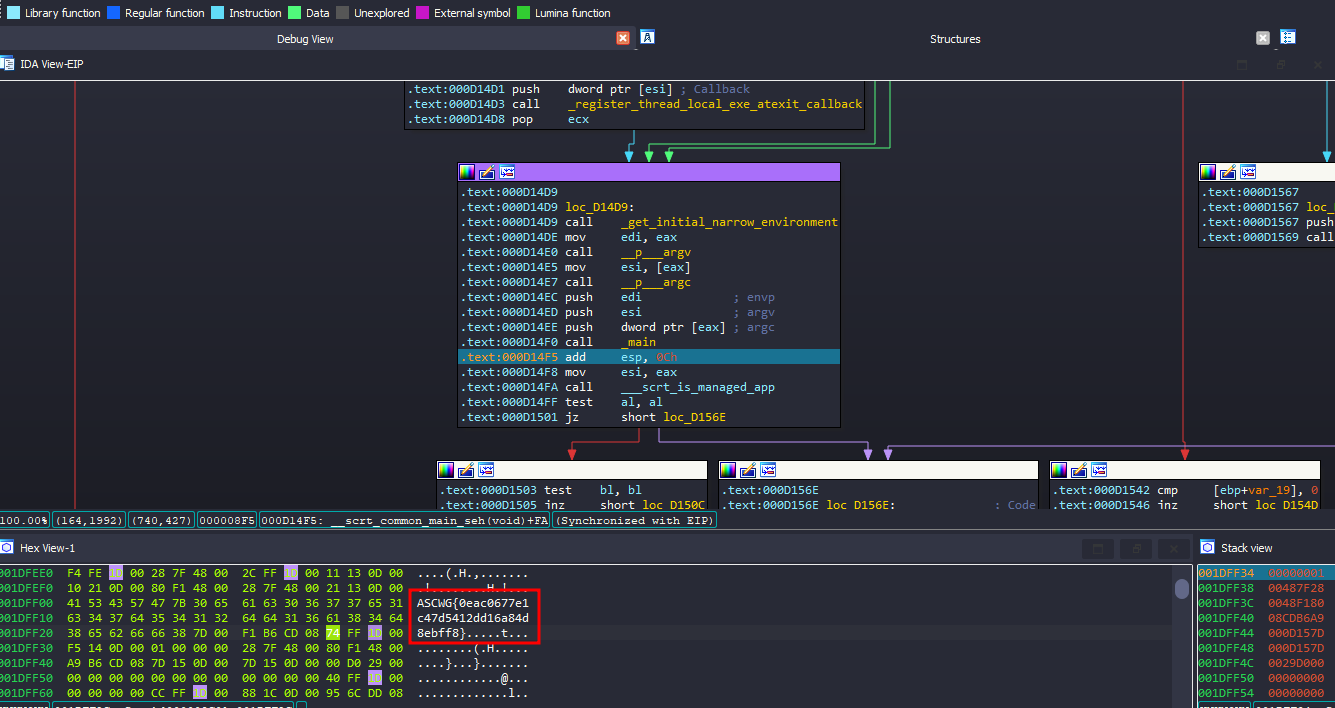 Library function Regular function Instruction Data Unexplored External symbol Lumina function
Debug View Structures
IDA View-EIP
.text:000D14D1 push dword ptr [esi] ; Callback
.text:000D14D3 call _register_thread_local_exe_atexit_callback
.text:000D14D8 pop ecx
.text:000D14D9
.text:000D14D9 loc_D14D9:
.text:000D14D9 call _get_initial_narrow_environment
.text:000D14DE mov edi, eax
.text:000D14E0 call __p___argv
.text:000D14E5 mov esi, [eax]
.text:000D14E7 call __p___argc
.text:000D14EC push edi ; envp
.text:000D14ED push esi ; argv
.text:000D14EE push dword ptr [eax] ; argc
.text:000D14F0 call _main
.text:000D14F5 add esp, 0Ch
.text:000D14F8 mov esi, eax
.text:000D14FA call ___scrt_is_managed_app
.text:000D14FF test al, al
.text:000D1501 jz short loc_D156E
.text:000D1567
.text:000D1567 loc_
.text:000D1567 push
.text:000D1569 call
.text:000D1503 test bl, bl
.text:000D1505 jnz short loc_D150C
.text:000D156E
.text:000D156E loc_D156E: ; Code
.text:000D1542 cmp [ebp+var_19], 0
.text:000D1546 jnz short loc_D154D
100.00% (164,1992) (740,427) 000008F5 000D14F5: __scrt_common_main_seh(void)+FA (Synchronized with EIP)
Hex View-1
001DFEE0 F4 FE 1D 00 28 7F 48 00 2C FF 1D 00 11 13 0D 00 ....(.H.,.......
001DFEF0 10 21 0D 00 80 F1 48 00 28 7F 48 00 21 13 0D 00
001DFF00 41 53 43 57 47 7B 30 65 61 63 30 36 37 37 65 31 ASCWG{0eac0677e1
001DFF10 63 34 37 64 35 34 31 32 64 64 31 36 61 38 34 64 c47d5412dd16a84d
001DFF20 38 65 62 66 66 38 7D 00 F1 B6 CD 08 74 FF 1D 00 8ebff8}.....t...
001DFF30 F5 14 0D 00 01 00 00 00 28 7F 48 00 80 F1 48 00 ........(.H.....
001DFF40 A9 B6 CD 08 7D 15 0D 00 7D 15 0D 00 00 D0 29 00 ....}...}.......
001DFF50 00 00 00 00 00 00 00 00 00 00 00 00 40 FF 1D 00 ............@...
001DFF60 00 00 00 00 CC FF 1D 00 88 1C 0D 00 95 6C DD 08 .............l..
Stack view
001DFF34 00000001
001DFF38 00487F28
001DFF3C 0048F180
001DFF40 08CDB6A9
001DFF44 000D157D
001DFF48 000D157D
001DFF4C 0029D000
001DFF50 00000000
001DFF54 00000000